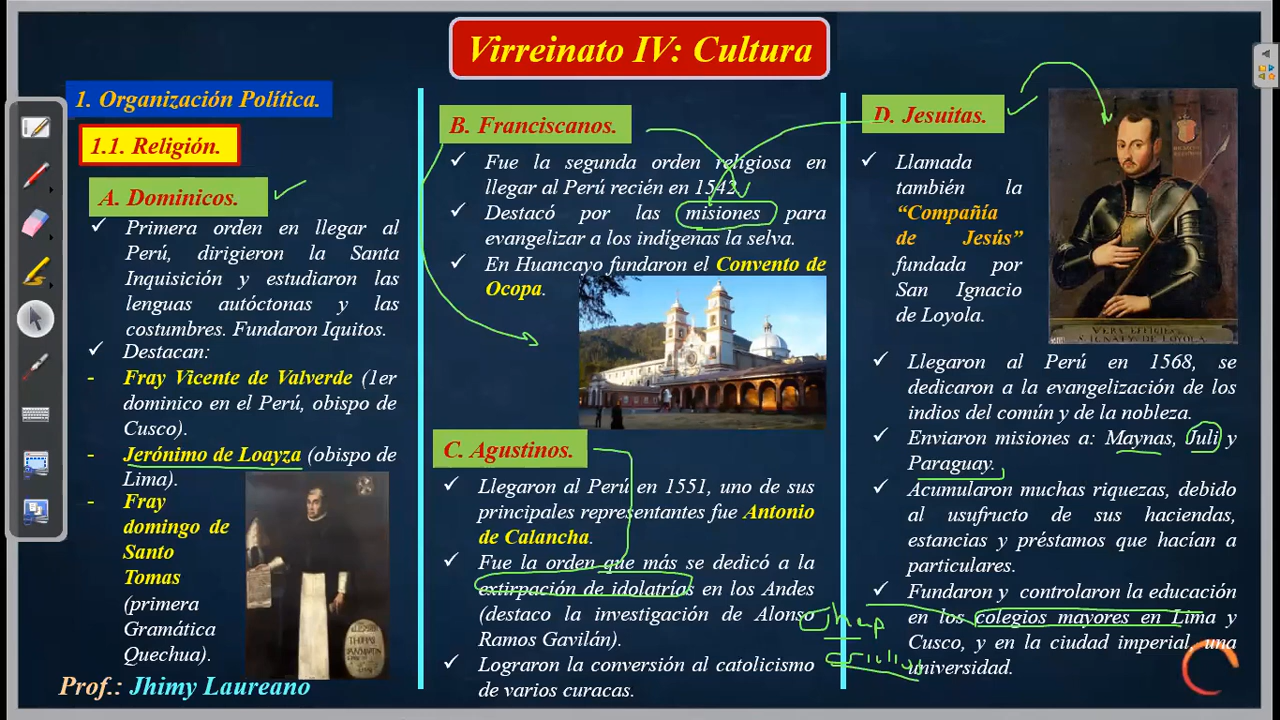 Virreinato IV: Cultura
1. Organización Política.
1.1. Religión.
A. Dominicos.
Primera orden en llegar al
Perú, dirigieron la Santa
Inquisición y estudiaron las
lenguas autóctonas y las
costumbres. Fundaron Iquitos.
Destacan:
- Fray Vicente de Valverde (1er
dominico en el Perú, obispo de
Cusco).
- Jerónimo de Loayza (obispo de
Lima).
- Fray
domingo de
Santo
Tomas
(primera
Gramática
Quechua).
Prof.: Jhimy Laureano
B. Franciscanos.
Fue la segunda orden religiosa en
llegar al Perú recién en 1542.
Destacó por las misiones para
evangelizar a los indígenas la selva.
En Huancayo fundaron el Convento de
Ocopa.
C. Agustinos.
Llegaron al Perú en 1551, uno de sus
principales representantes fue Antonio
de Calancha.
Fue la orden que más se dedicó a la
extirpación de idolatrías en los Andes
(destaco la investigación de Alonso
Ramos Gavilán).
Lograron la conversión al catolicismo
de varios curacas.
D. Jesuitas.
Llamada
también la
“Compañía
de Jesús”
fundada por
San Ignacio
de Loyola.
Llegaron al Perú en 1568, se
dedicaron a la evangelización de los
indios del común y de la nobleza.
Enviaron misiones a: Maynas, Juli y
Paraguay.
Acumularon muchas riquezas, debido
al usufructo de sus haciendas,
estancias y préstamos que hacían a
particulares.
Fundaron y controlaron la educación
en los colegios mayores en Lima y
Cusco, y en la ciudad imperial, una
universidad.